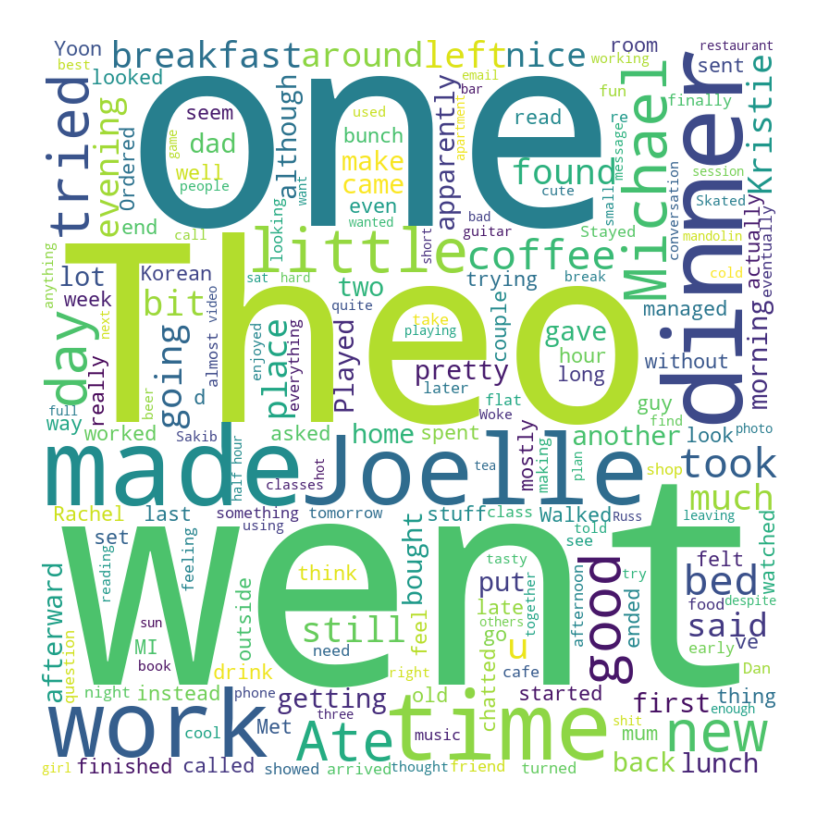 Yoon
best
breakfast
around
left
nice
room
working
restaurant
email
bar
fun
sent
looked
tried
evening
Ordered
one
dinner
Michael
Kristie
finally
seem
dad
well
game
people
although
used
bunch
make
came
even
want
wanted
apparently
apartment
read
found
cute
re
message
small
conversation
session
Skated
actually
eventually
end
call
looking
short
bad
guitar
Stayed
mandolin
cold
Theo
little
coffee
anything
day
lot
week
really
Korean
bit
going
next
almost
video
sat
hard
two
quite
trying
couple
break
managed
morning
without
place
everything
enjoyed
Played
take
playing
pretty
later
gave
hour
long
full
way
beer
d
worked
Sakib
asked
home
spent
flat
Woke
mostly
another
guy
find
look
photo
watched
made
Joelle
half hour
classe
hot
tea
making
plan
shop
took
much
Rachel
last
something
using
tomorrow
stuff
class
Walked
told
see
Russ
leaving
set
feeling
reading
afterward
went
outside
bought
think
feel
still
put
tasty
others
together
afternoon
good
try
ended
felt
food
bed
said
ve
despite
sun
MI
book
question
drink
need
late
go
u
chatted
early
Dan
night
instead
phone
getting
right
old
cafe
started
first
thing
work
Met
cool
three
Ate
music
time
enough
shit
mum
new
girl
finished
called
showed
arrived
thought
friend
turned
back
lunch